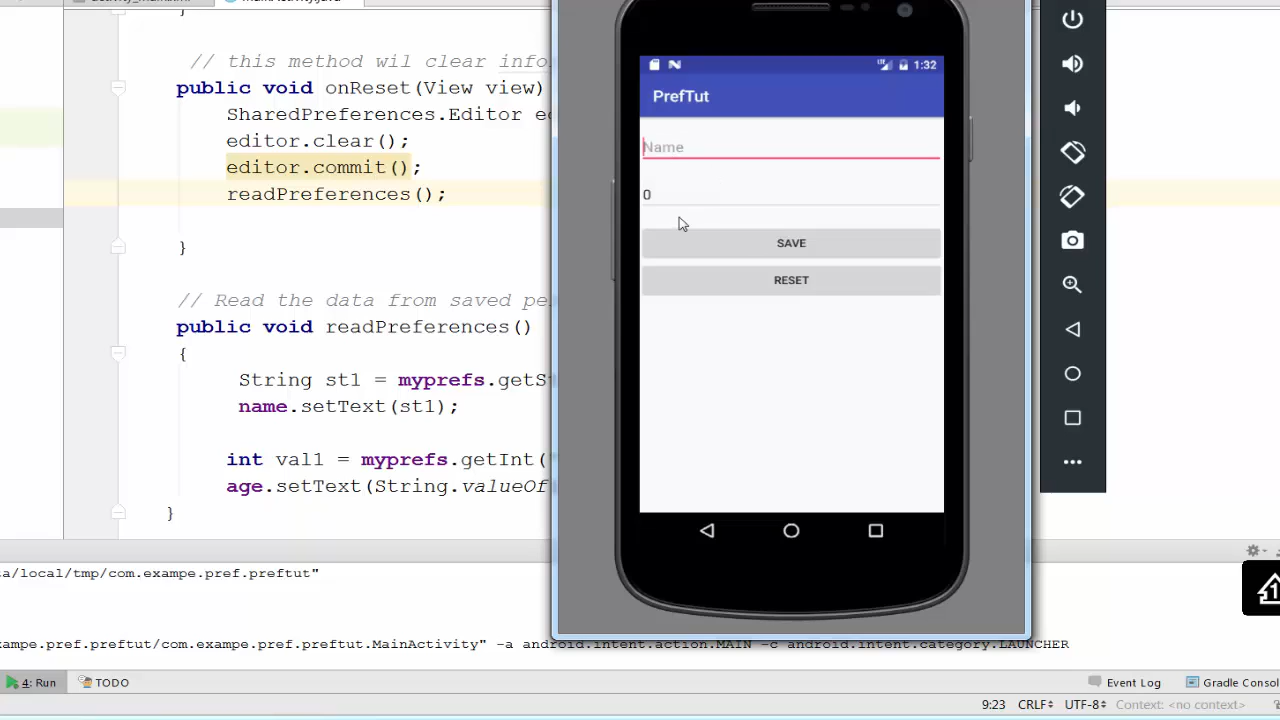 // this method wil clear info
public void onReset(View view)
SharedPreferences.Editor e
editor.clear();
editor.commit();
readPreferences();
}
// Read the data from saved pe
public void readPreferences()
{
String st1 = myprefs.getSt
name.setText(st1);
int val1 = myprefs.getInt(
age.setText(String.valueOf
}
1:32
PrefTut
Name
0
SAVE
RESET
a/local/tmp/com.exampe.pref.preftut"
xampe.pref.preftut/com.exampe.pref.preftut.MainActivity" -a android.intent.action.MAIN -c android.intent.category.LAUNCHER
4: Run
TODO
Event Log
Gradle Consol
9:23 CRLF UTF-8 Context: <no context>